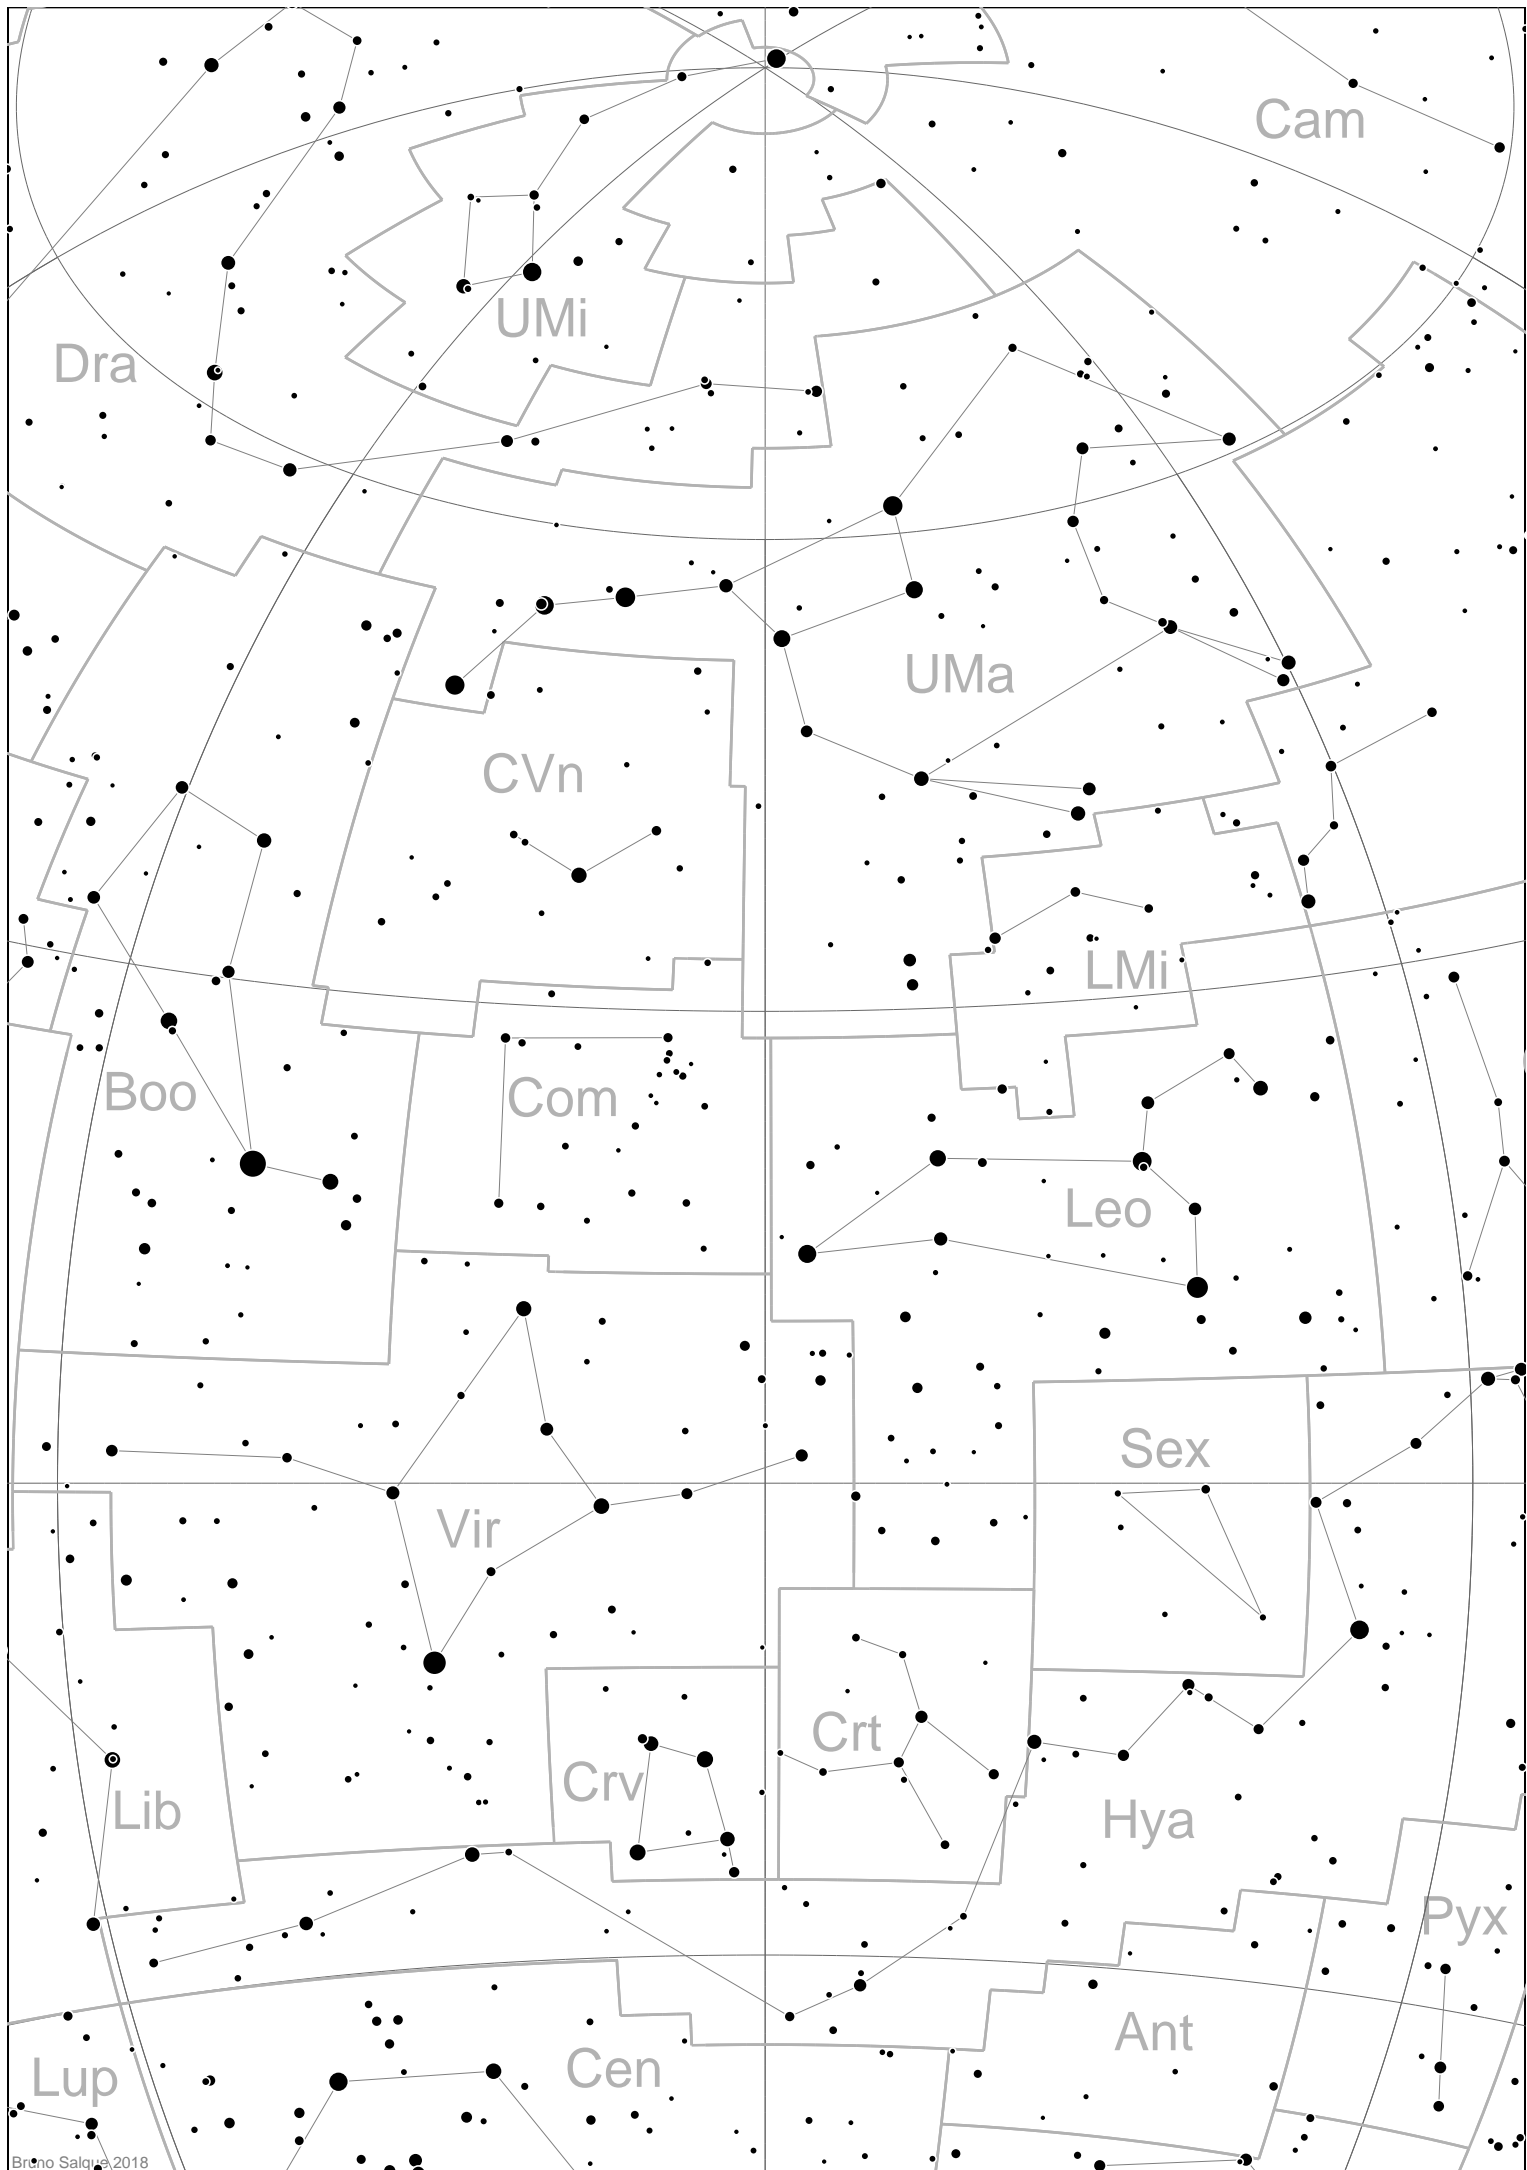 Cam
UMi
Dra
UMa
CVn
LMi
Boo
Com
Leo
Sex
Vir
Crt
Crv
Lib
Hya
Pyx
Ant
Cen
Lup
Bruno Salque 2018